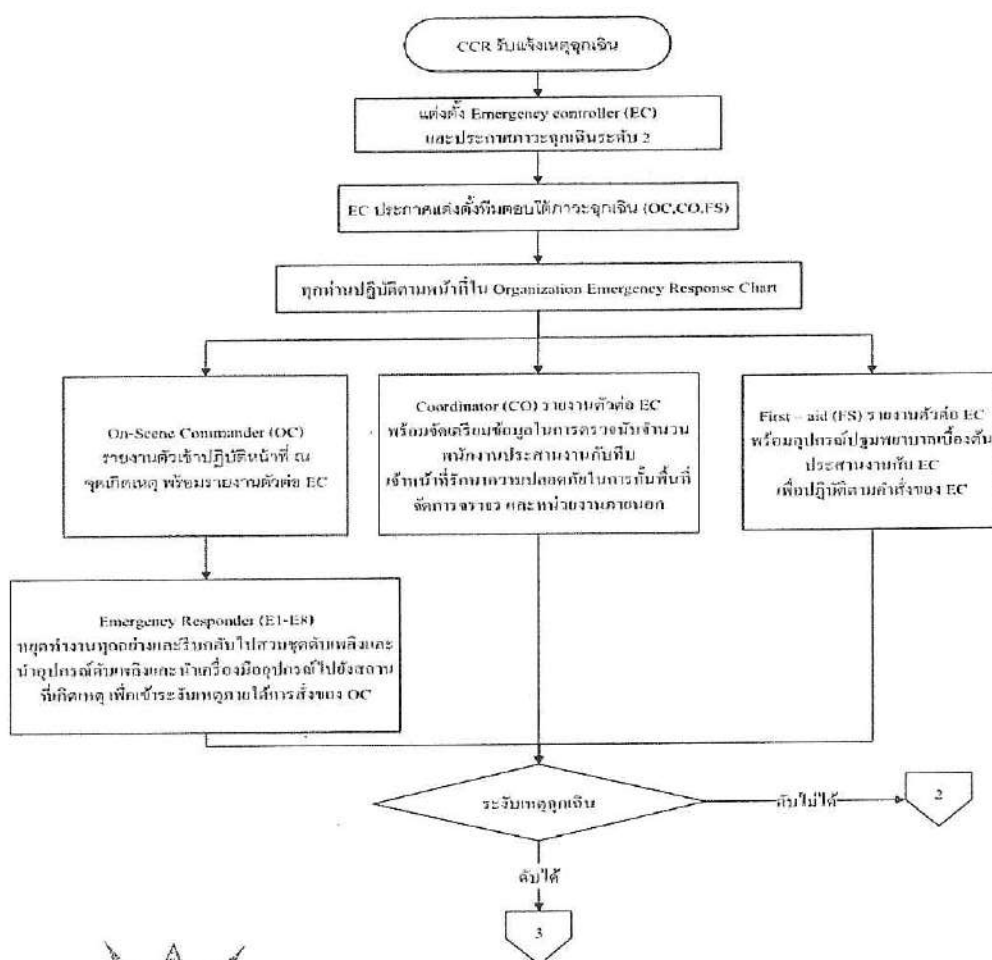 CCR รับแจ้งเหตุฉุกเฉิน
แต่งตั้ง Emergency controller (EC)
และประกาศภาวะฉุกเฉินระดับ 2
EC ประกาศแต่งตั้งทีมตอบโต้ภาวะฉุกเฉิน (OC,CO,FS)
ทุกท่านปฏิบัติตามหน้าที่ใน Organization Emergency Response Chart
On-Scene Commander (OC)
รายงานตัวเข้าปฏิบัติหน้าที่ ณ
จุดเกิดเหตุ พร้อมรายงานตัวต่อ EC
Coordinator (CO) รายงานตัวต่อ EC
พร้อมจัดเตรียมข้อมูลในการตรวจนับจำนวน
พนักงานประสานงานกับทีม
เจ้าหน้าที่รักษาความปลอดภัยในการกั้นพื้นที่
จัดการจราจร และหน่วยงานภายนอก
First – aid (FS) รายงานตัวต่อ EC
พร้อมอุปกรณ์ปฐมพยาบาลเบื้องต้น
ประสานงานกับ EC
เพื่อปฏิบัติตามคำสั่งของ EC
Emergency Responder (E1-E8)
หยุดทำงานทุกอย่างและรีบกลับไปสวมชุดดับเพลิงและ
นำอุปกรณ์ดับเพลิงและนำเครื่องมืออุปกรณ์ไปยังสถาน
ที่เกิดเหตุ เพื่อเข้าระงับเหตุภายใต้การสั่งของ OC
ระงับเหตุฉุกเฉิน
ดับไม่ได้
2
ดับได้
3